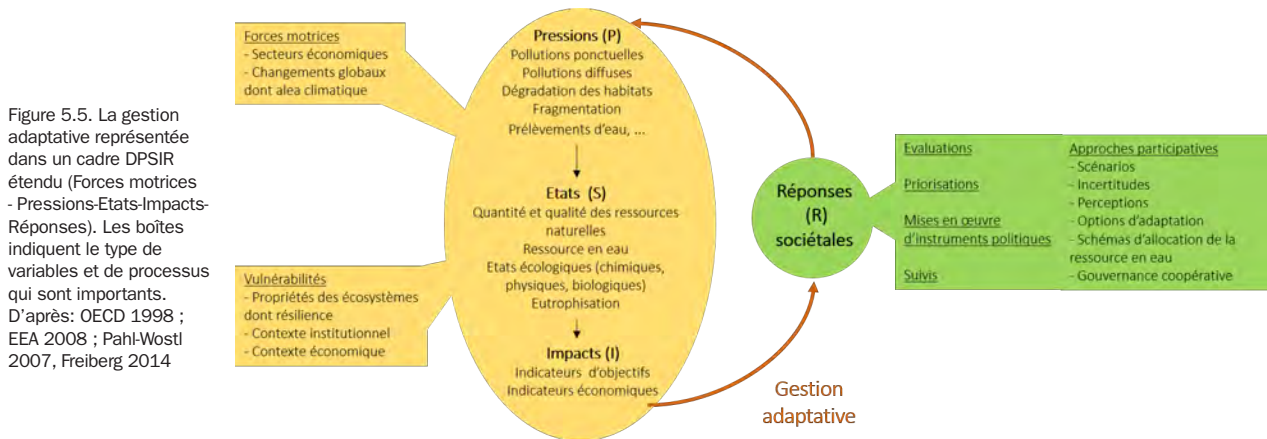 Figure 5.5. La gestion
adaptative représentée
dans un cadre DPSIR
étendu (Forces motrices
- Pressions-Etats-Impacts-
Réponses). Les boîtes
indiquent le type de
variables et de processus
qui sont importants.
D'après: OECD 1998 ;
EEA 2008 ; Pahl-Wostl
2007, Freiberg 2014
Forces motrices
- Secteurs économiques
- Changements globaux
dont alea climatique
Vulnérabilités
- Propriétés des écosystèmes
dont résilience
- Contexte institutionnel
- Contexte économique
Pressions (P)
Pollutions ponctuelles
Pollutions diffuses
Dégradation des habitats
Fragmentation
Prélèvements d'eau, ...
Etats (S)
Quantité et qualité des ressources
naturelles
Ressource en eau
Etats écologiques (chimiques,
physiques, biologiques)
Eutrophisation
Impacts (I)
Indicateurs d'objectifs
Indicateurs économiques
Gestion
adaptative
Réponses
(R)
sociétales
Evaluations
Priorisations
Mises en œuvre
d'instruments politiques
Suivis
Approches participatives
- Scénarios
- Incertitudes
- Perceptions
- Options d'adaptation
- Schémas d'allocation de la
ressource en eau
- Gouvernance coopérative